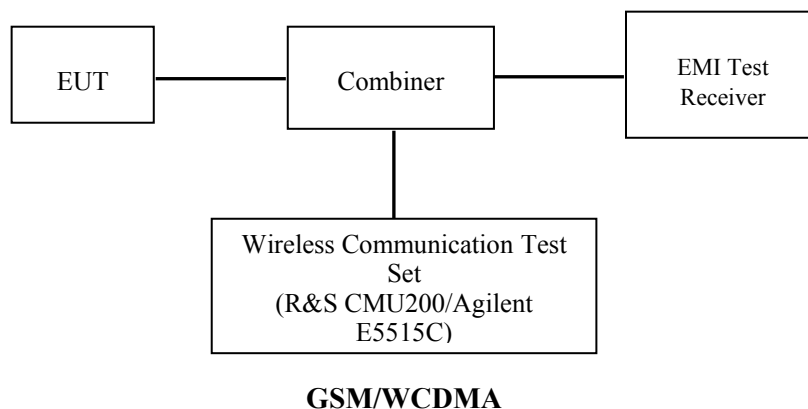 EUT
Combiner
EMI Test
Receiver
Wireless Communication Test
Set
(R&S CMU200/Agilent
E5515C)
GSM/WCDMA